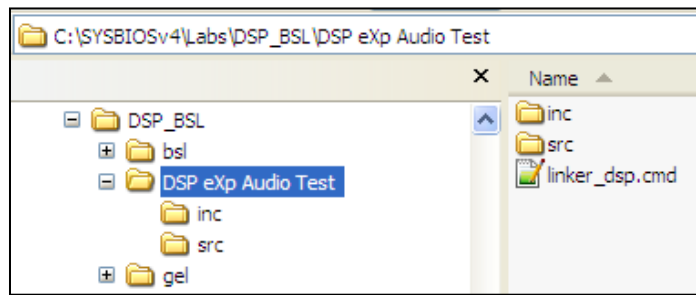 C:\SYSBIOSv4\Labs\DSP_BSL\DSP eXp Audio Test
× Name
DSP_BSL
bsl
DSP eXp Audio Test
inc
src
gel
inc
src
linker_dsp.cmd